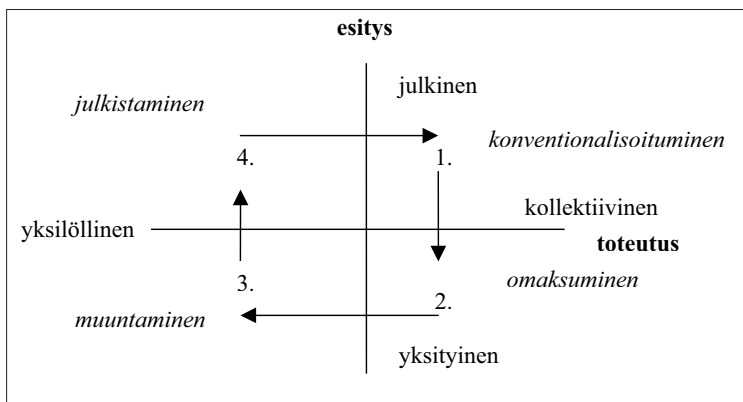 esitys
julkinen
julkistaminen
4.
1.
konventionalisoituminen
kollektiivinen
yksilöllinen
toteutus
omaksuminen
3.
2.
muuntaminen
yksityinen